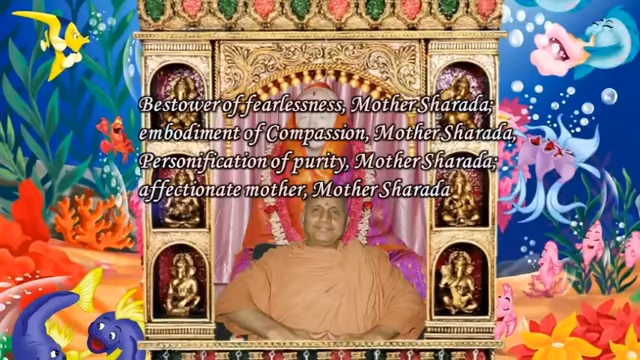 Bestower of fearlessness, Mother Sharada;
embodiment of Compassion, Mother Sharada,
Personification of purity, Mother Sharada;
affectionate mother, Mother Sharada